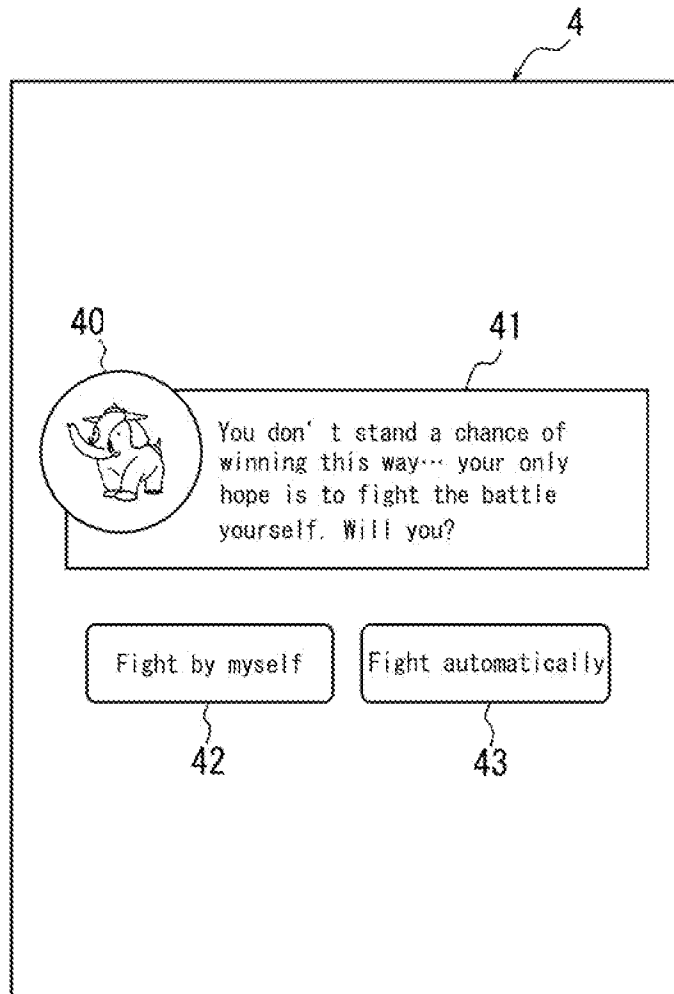 4
40
41
You don't stand a chance of
winning this way… your only
hope is to fight the battle
yourself. Will you?
Fight by myself
Fight automatically
42
43